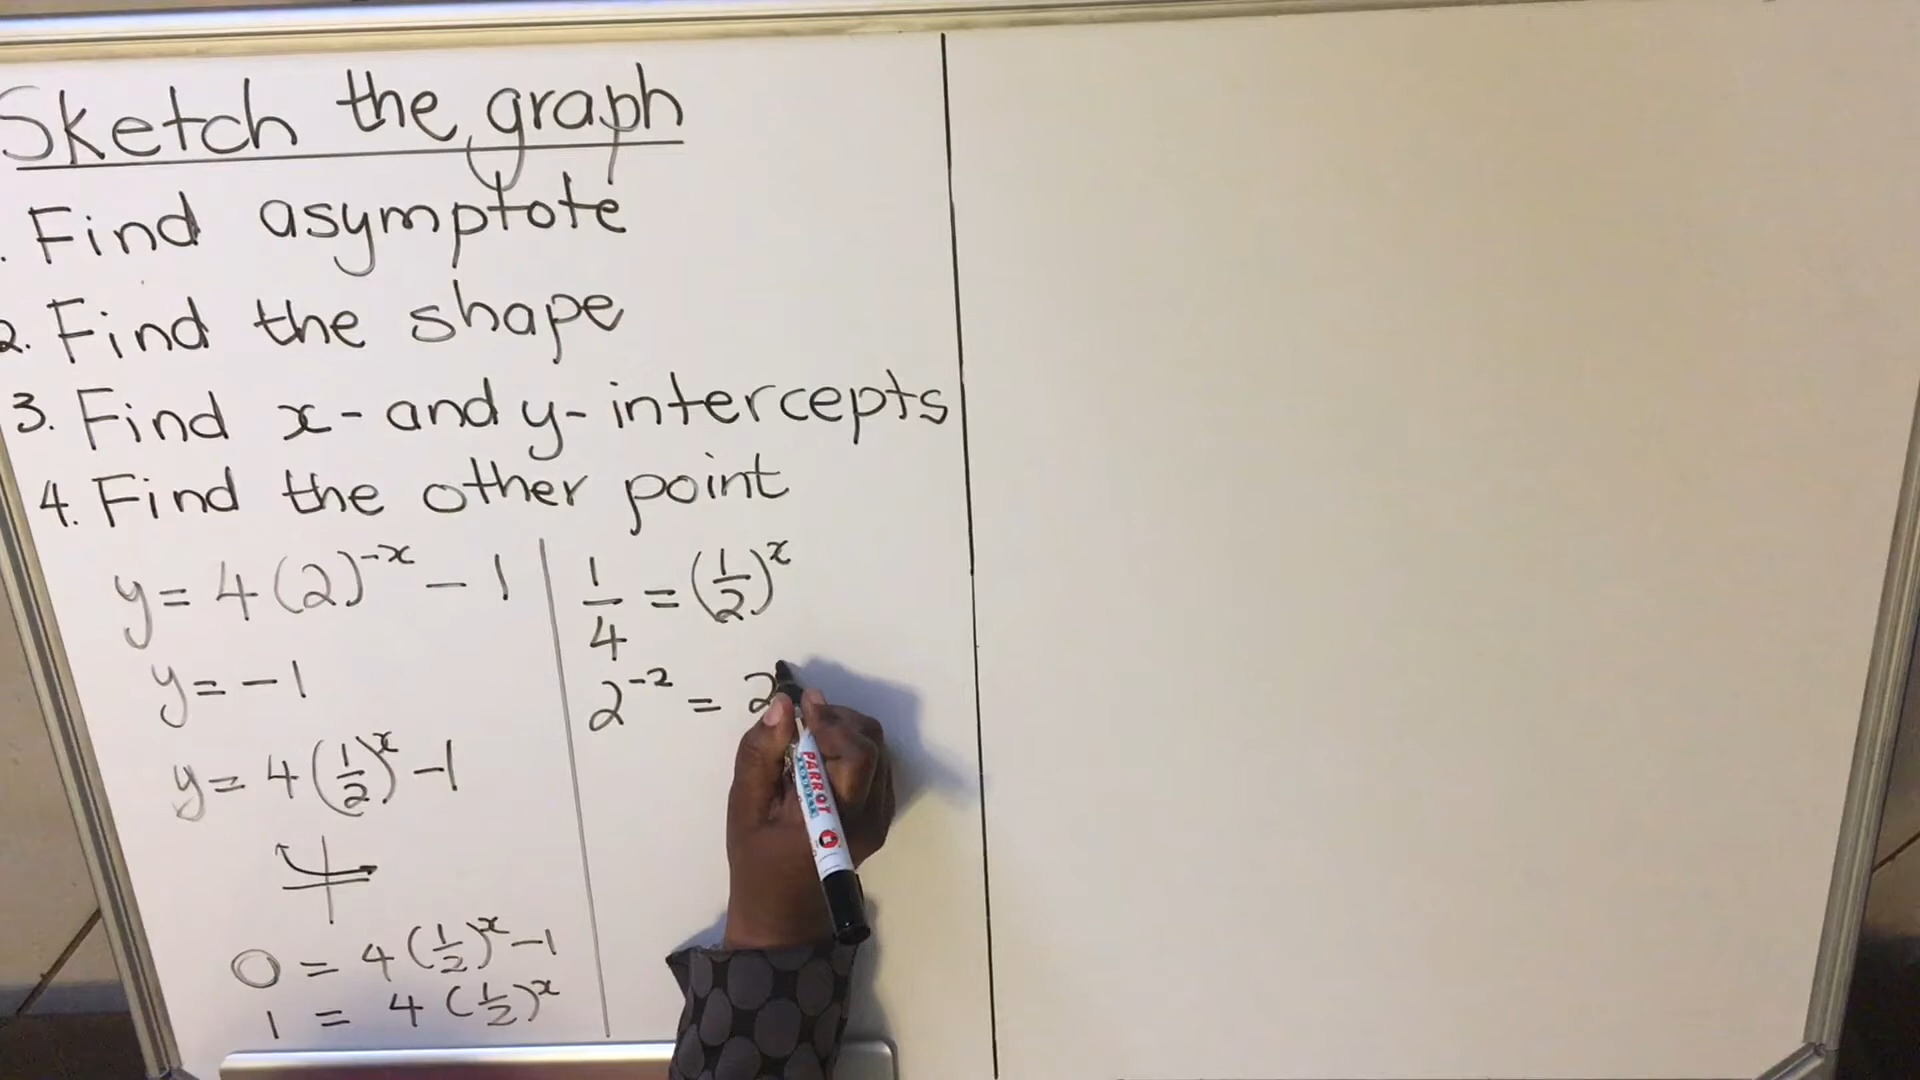 Sketch the graph
. Find asymptote
2. Find the shape
3. Find x- and y-intercepts
4. Find the other point
y = 4(2)^-x - 1
y = -1
y = 4(1/2)^x - 1
0 = 4(1/2)^x - 1
1 = 4(1/2)^x
1/4 = (1/2)^x
2^-2 = 2
PARROT